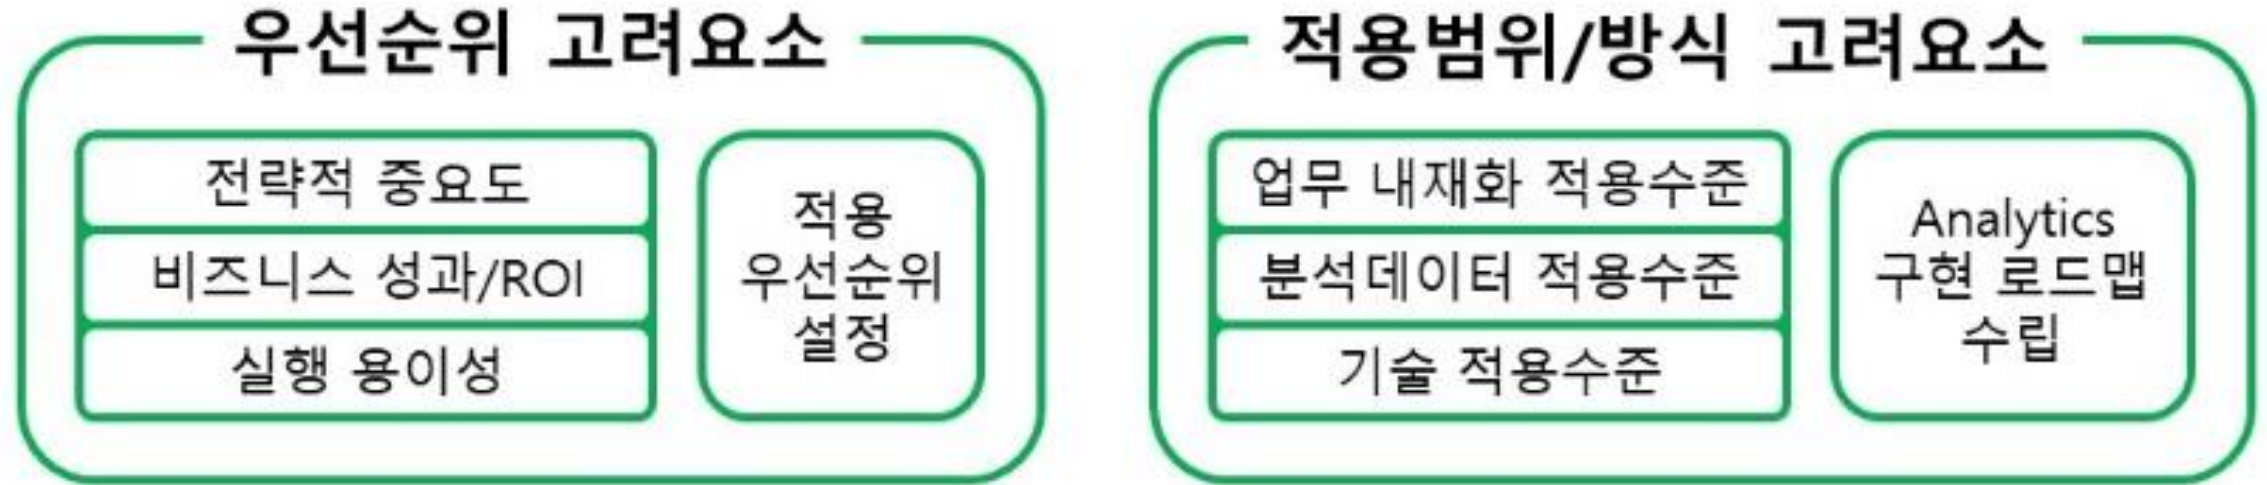 우선순위 고려요소
전략적 중요도
비즈니스 성과/ROI
실행 용이성
적용
우선순위
설정
적용범위/방식 고려요소
업무 내재화 적용수준
분석데이터 적용수준
기술 적용수준
Analytics
구현 로드맵
수립